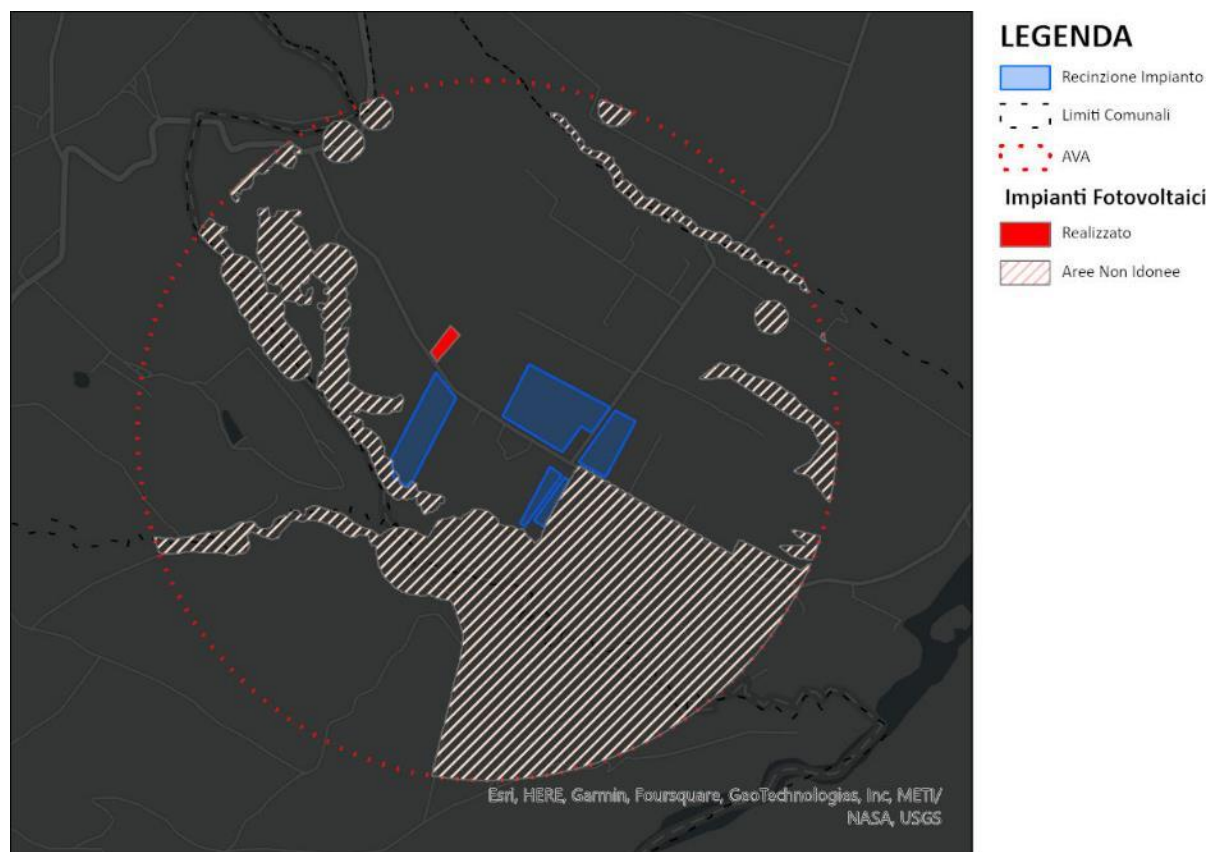 LEGENDA
Recinzione Impianto
Limiti Comunali
AVA
Impianti Fotovoltaici
Realizzato
Aree Non Idonee
Esri, HERE, Garmin, Foursquare, GeoTechnologies, Inc, METI/
NASA, USGS